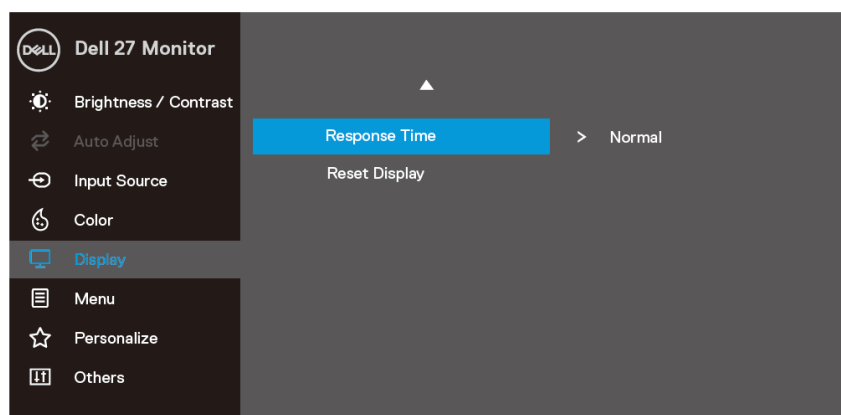 DELL
Dell 27 Monitor
Brightness / Contrast
Auto Adjust
Input Source
Color
Display
Menu
Personalize
Others
Response Time > Normal
Reset Display